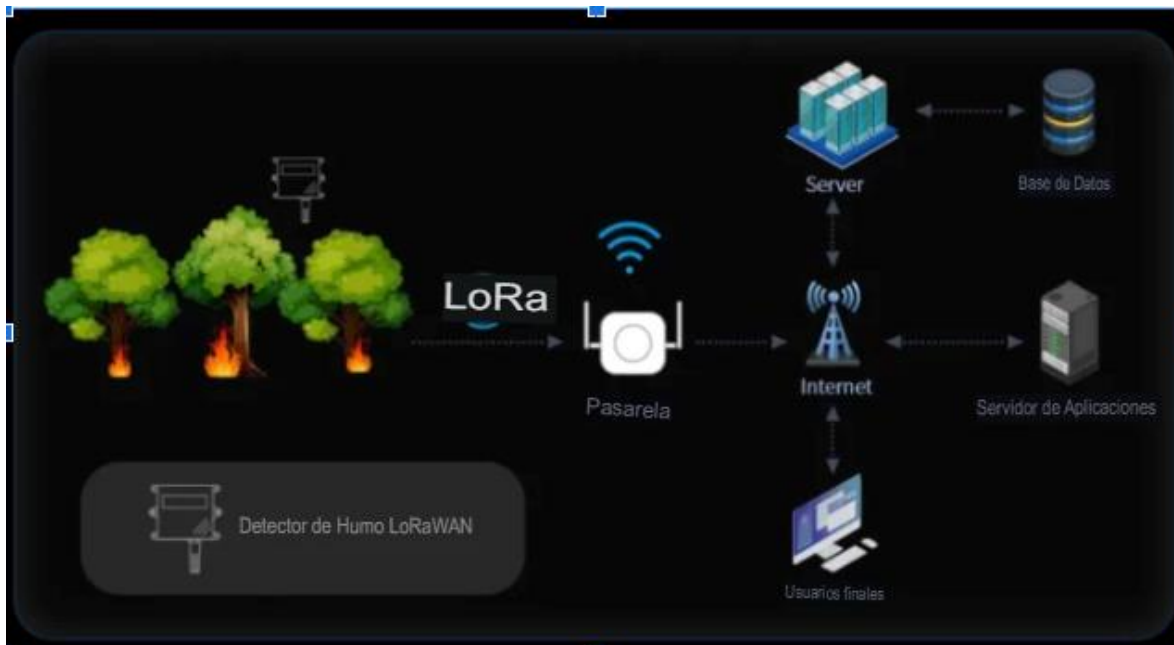 Server
Base de Datos
LoRa
Pasarela
Internet
Servidor de Aplicaciones
Detector de Humo LoRaWAN
Usuarios finales